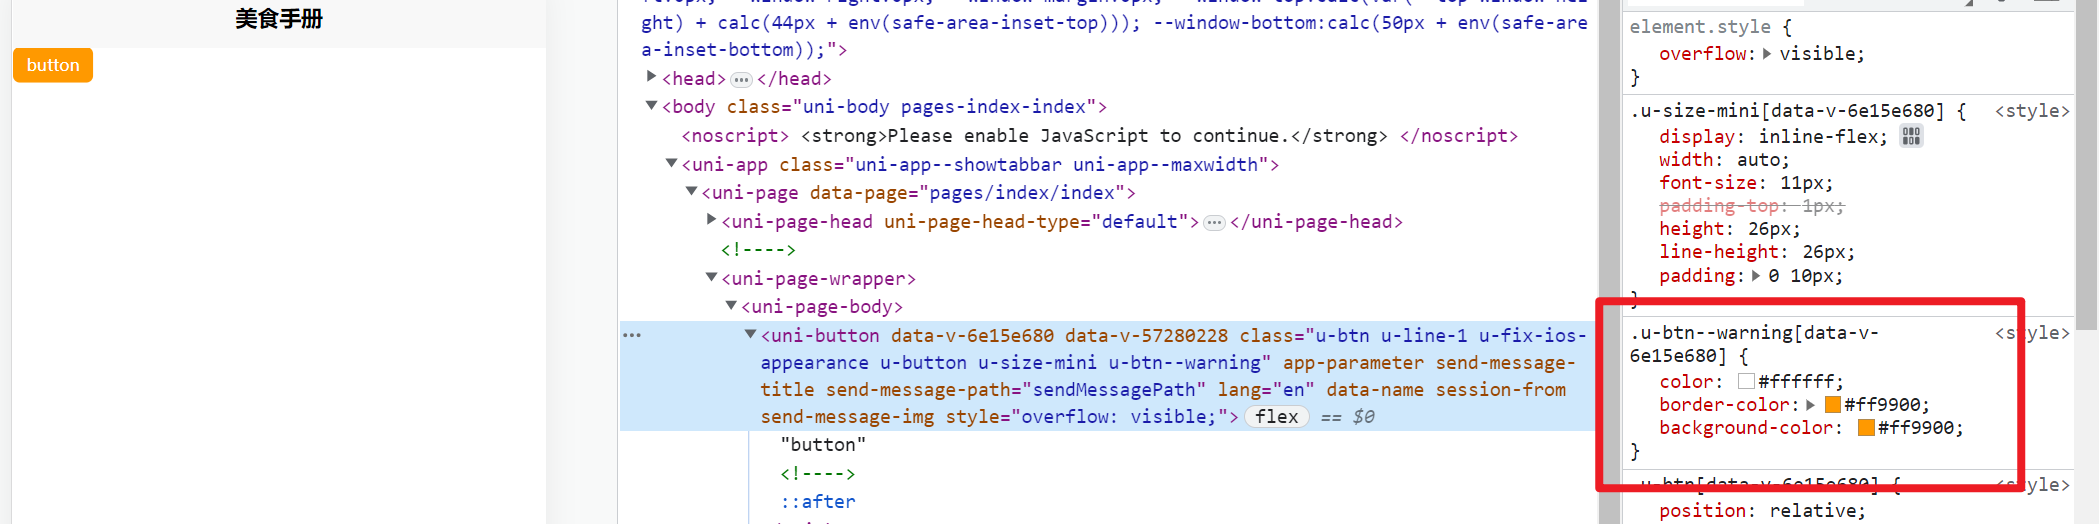 美食手册
button
ght) + calc(44px + env(safe-area-inset-top))); --window-bottom:calc(50px + env(safe-are
a-inset-bottom));">
<head>…</head>
<body class="uni-body pages-index-index">
<noscript> <strong>Please enable JavaScript to continue.</strong> </noscript>
<uni-app class="uni-app--showtabbar uni-app--maxwidth">
<uni-page data-page="pages/index/index">
<uni-page-head uni-page-head-type="default">…</uni-page-head>
<!---->
<uni-page-wrapper>
<uni-page-body>
<uni-button data-v-6e15e680 data-v-57280228 class="u-btn u-line-1 u-fix-ios-
appearance u-button u-size-mini u-btn--warning" app-parameter send-message-
title send-message-path="sendMessagePath" lang="en" data-name session-from
send-message-img style="overflow: visible;"> flex == $0
"button"
<!---->
::after
element.style {
overflow: visible;
}
.u-size-mini[data-v-6e15e680] { <style>
display: inline-flex;
width: auto;
font-size: 11px;
padding-top: 1px;
height: 26px;
line-height: 26px;
padding: 0 10px;
}
.u-btn--warning[data-v- <style>
6e15e680] {
color: #ffffff;
border-color: #ff9900;
background-color: #ff9900;
}
.u-btn[data-v-6e15e680] { <style>
position: relative;